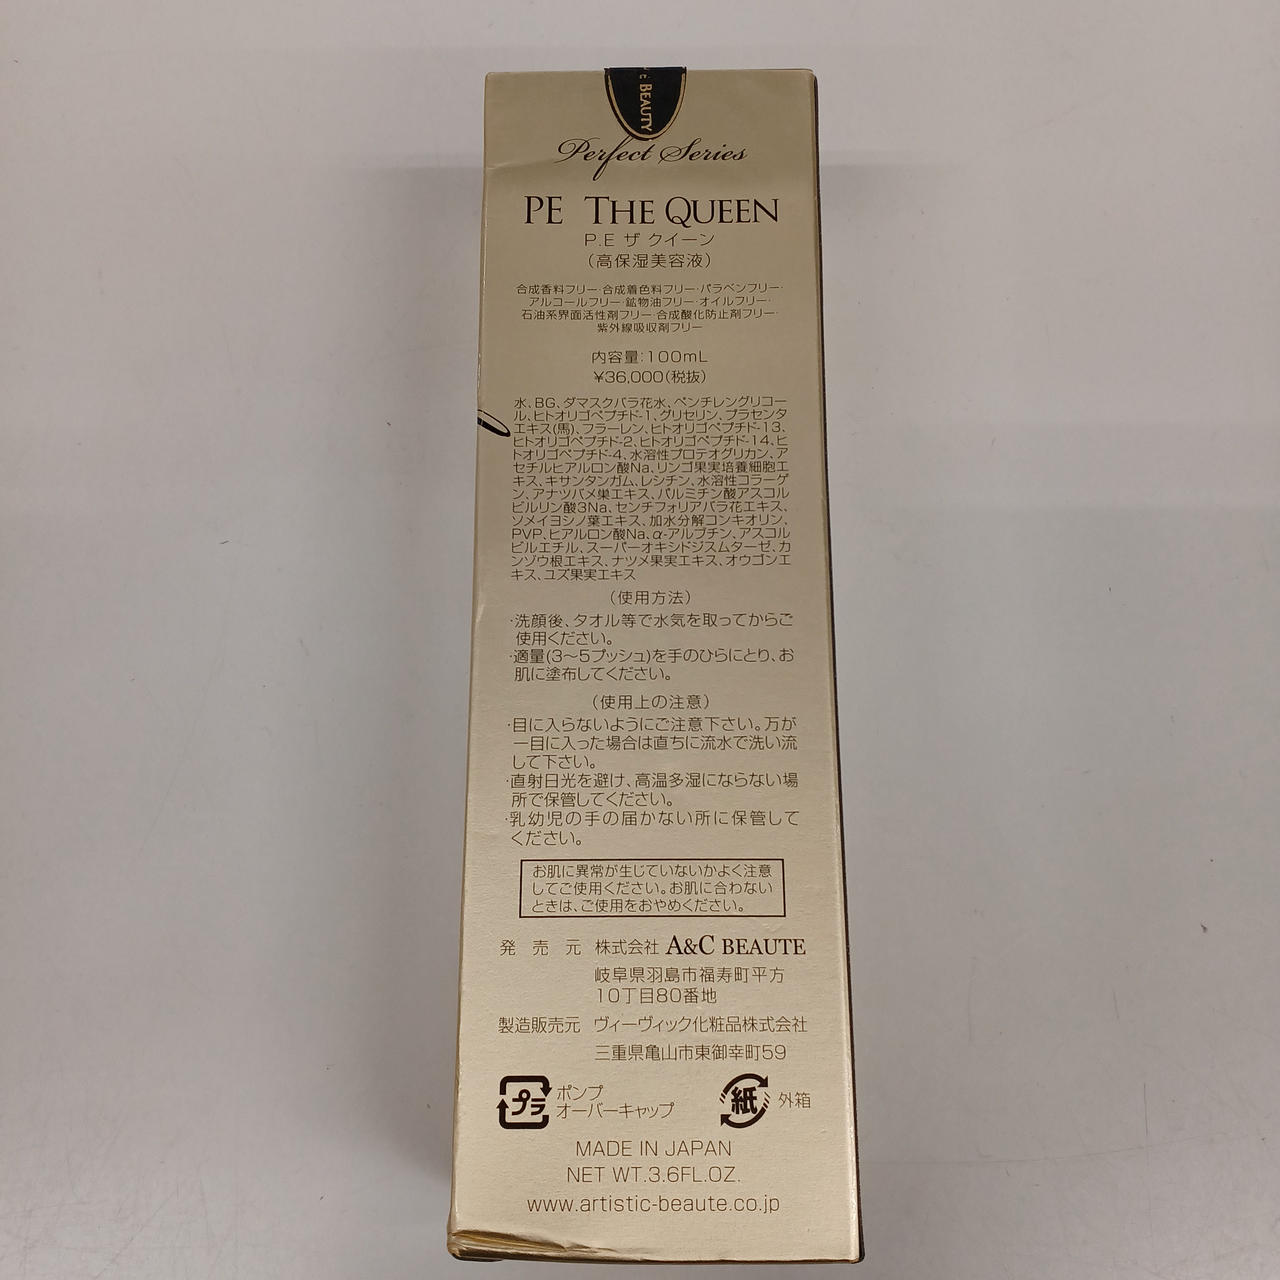 E BEAUTY
Perfect Series
PE THE QUEEN
P.E ザ クイーン
(高保湿美容液)
合成香料フリー・合成着色料フリー・パラベンフリー・
アルコールフリー・鉱物油フリー・オイルフリー・
石油系界面活性剤フリー・合成酸化防止剤フリー・
紫外線吸収剤フリー
内容量:100mL
¥36,000(税抜)
水、BG、ダマスクバラ花水、ペンチレングリコー
ル、ヒトオリゴペプチド-1、グリセリン、プラセンタ
エキス(馬)、フラーレン、ヒトオリゴペプチド-13、
ヒトオリゴペプチド-2、ヒトオリゴペプチド-14、ヒ
トオリゴペプチド-4、水溶性プロテオグリカン、ア
セチルヒアルロン酸Na、リンゴ果実培養細胞エ
キス、キサンタンガム、レシチン、水溶性コラーゲ
ン、アナツバメ巣エキス、パルミチン酸アスコル
ビルリン酸3Na、センチフォリアバラ花エキス、
ソメイヨシノ葉エキス、加水分解コンキオリン、
PVP、ヒアルロン酸Na、α-アルブチン、アスコル
ビルエチル、スーパーオキシドジスムターゼ、カ
ンゾウ根エキス、ナツメ果実エキス、オウゴンエ
キス、ユズ果実エキス
(使用方法)
・洗顔後、タオル等で水気を取ってからご
使用ください。
・適量(3〜5プッシュ)を手のひらにとり、お
肌に塗布してください。
(使用上の注意)
・目に入らないようにご注意下さい。万が
一目に入った場合は直ちに流水で洗い流
して下さい。
・直射日光を避け、高温多湿にならない場
所で保管してください。
・乳幼児の手の届かない所に保管して
ください。
お肌に異常が生じていないかよく注意
してご使用ください。お肌に合わない
ときは、ご使用をおやめください。
発売元 株式会社 A&C BEAUTE
岐阜県羽島市福寿町平方
10丁目80番地
製造販売元 ヴィーヴィック化粧品株式会社
三重県亀山市東御幸町59
プラ ポンプ
オーバーキャップ
紙 外箱
MADE IN JAPAN
NET WT.3.6FL.OZ.
www.artistic-beaute.co.jp